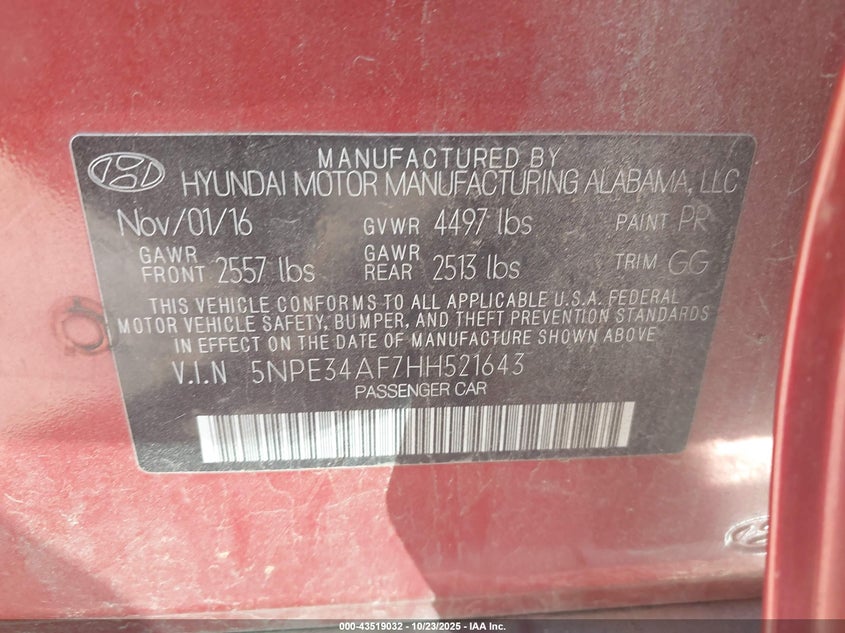 MANUFACTURED BY
HYUNDAI MOTOR MANUFACTURING ALABAMA, LLC
Nov/01/16 GVWR 4497 lbs PAINT PR
GAWR FRONT 2557 lbs GAWR REAR 2513 lbs TRIM GG
THIS VEHICLE CONFORMS TO ALL APPLICABLE U.S.A. FEDERAL
MOTOR VEHICLE SAFETY, BUMPER, AND THEFT PREVENTION STANDARDS
IN EFFECT ON THE DATE OF MANUFACTURE SHOWN ABOVE
V.I.N 5NPE34AF7HH521643
PASSENGER CAR
000-43519032 - 10/23/2025 - IAA Inc.